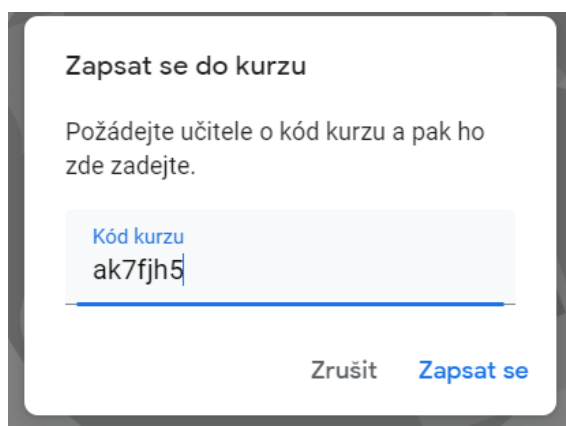 Zapsat se do kurzu
Požádejte učitele o kód kurzu a pak ho
zde zadejte.
Kód kurzu
ak7fjh5
Zrušit Zapsat se